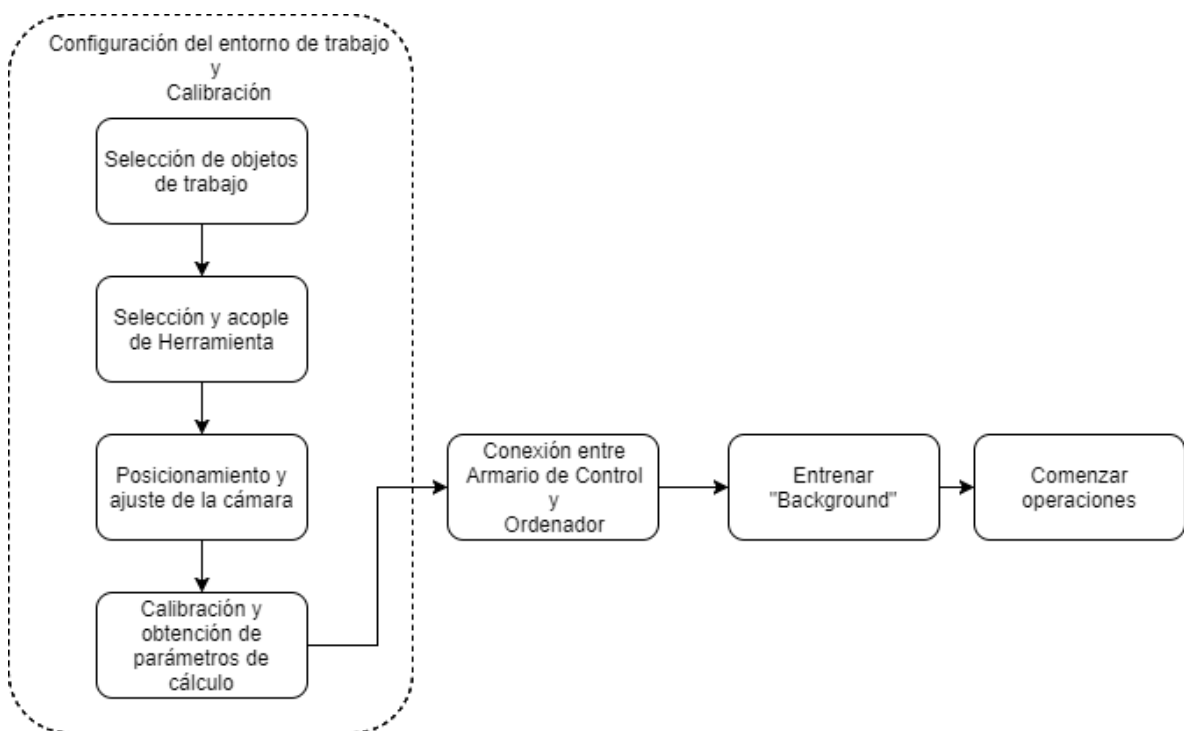 Configuración del entorno de trabajo
y
Calibración
Selección de objetos
de trabajo
Selección y acople
de Herramienta
Posicionamiento y
ajuste de la cámara
Calibración y
obtención de
parámetros de
cálculo
Conexión entre
Armario de Control
y
Ordenador
Entrenar
"Background"
Comenzar
operaciones